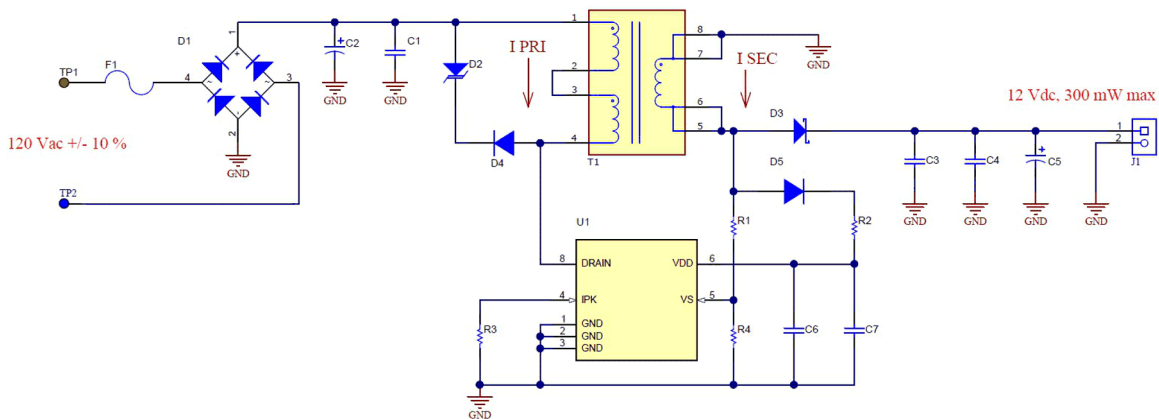 1
8
D1
C2
C1
I PRI
7
GND
TP1
F1
1
4
3
D2
2
I SEC
GND
GND
3
6
12 Vdc, 300 mW max
2
D3
120 Vac +/- 10 %
GND
4
5
1
D4
T1
D5
C3
C4
C5
2
J1
TP2
GND
GND
GND
GND
U1
R1
R2
8
DRAIN
VDD
6
4
IPK
VS
5
R3
1
GND
R4
C6
C7
2
GND
3
GND
GND